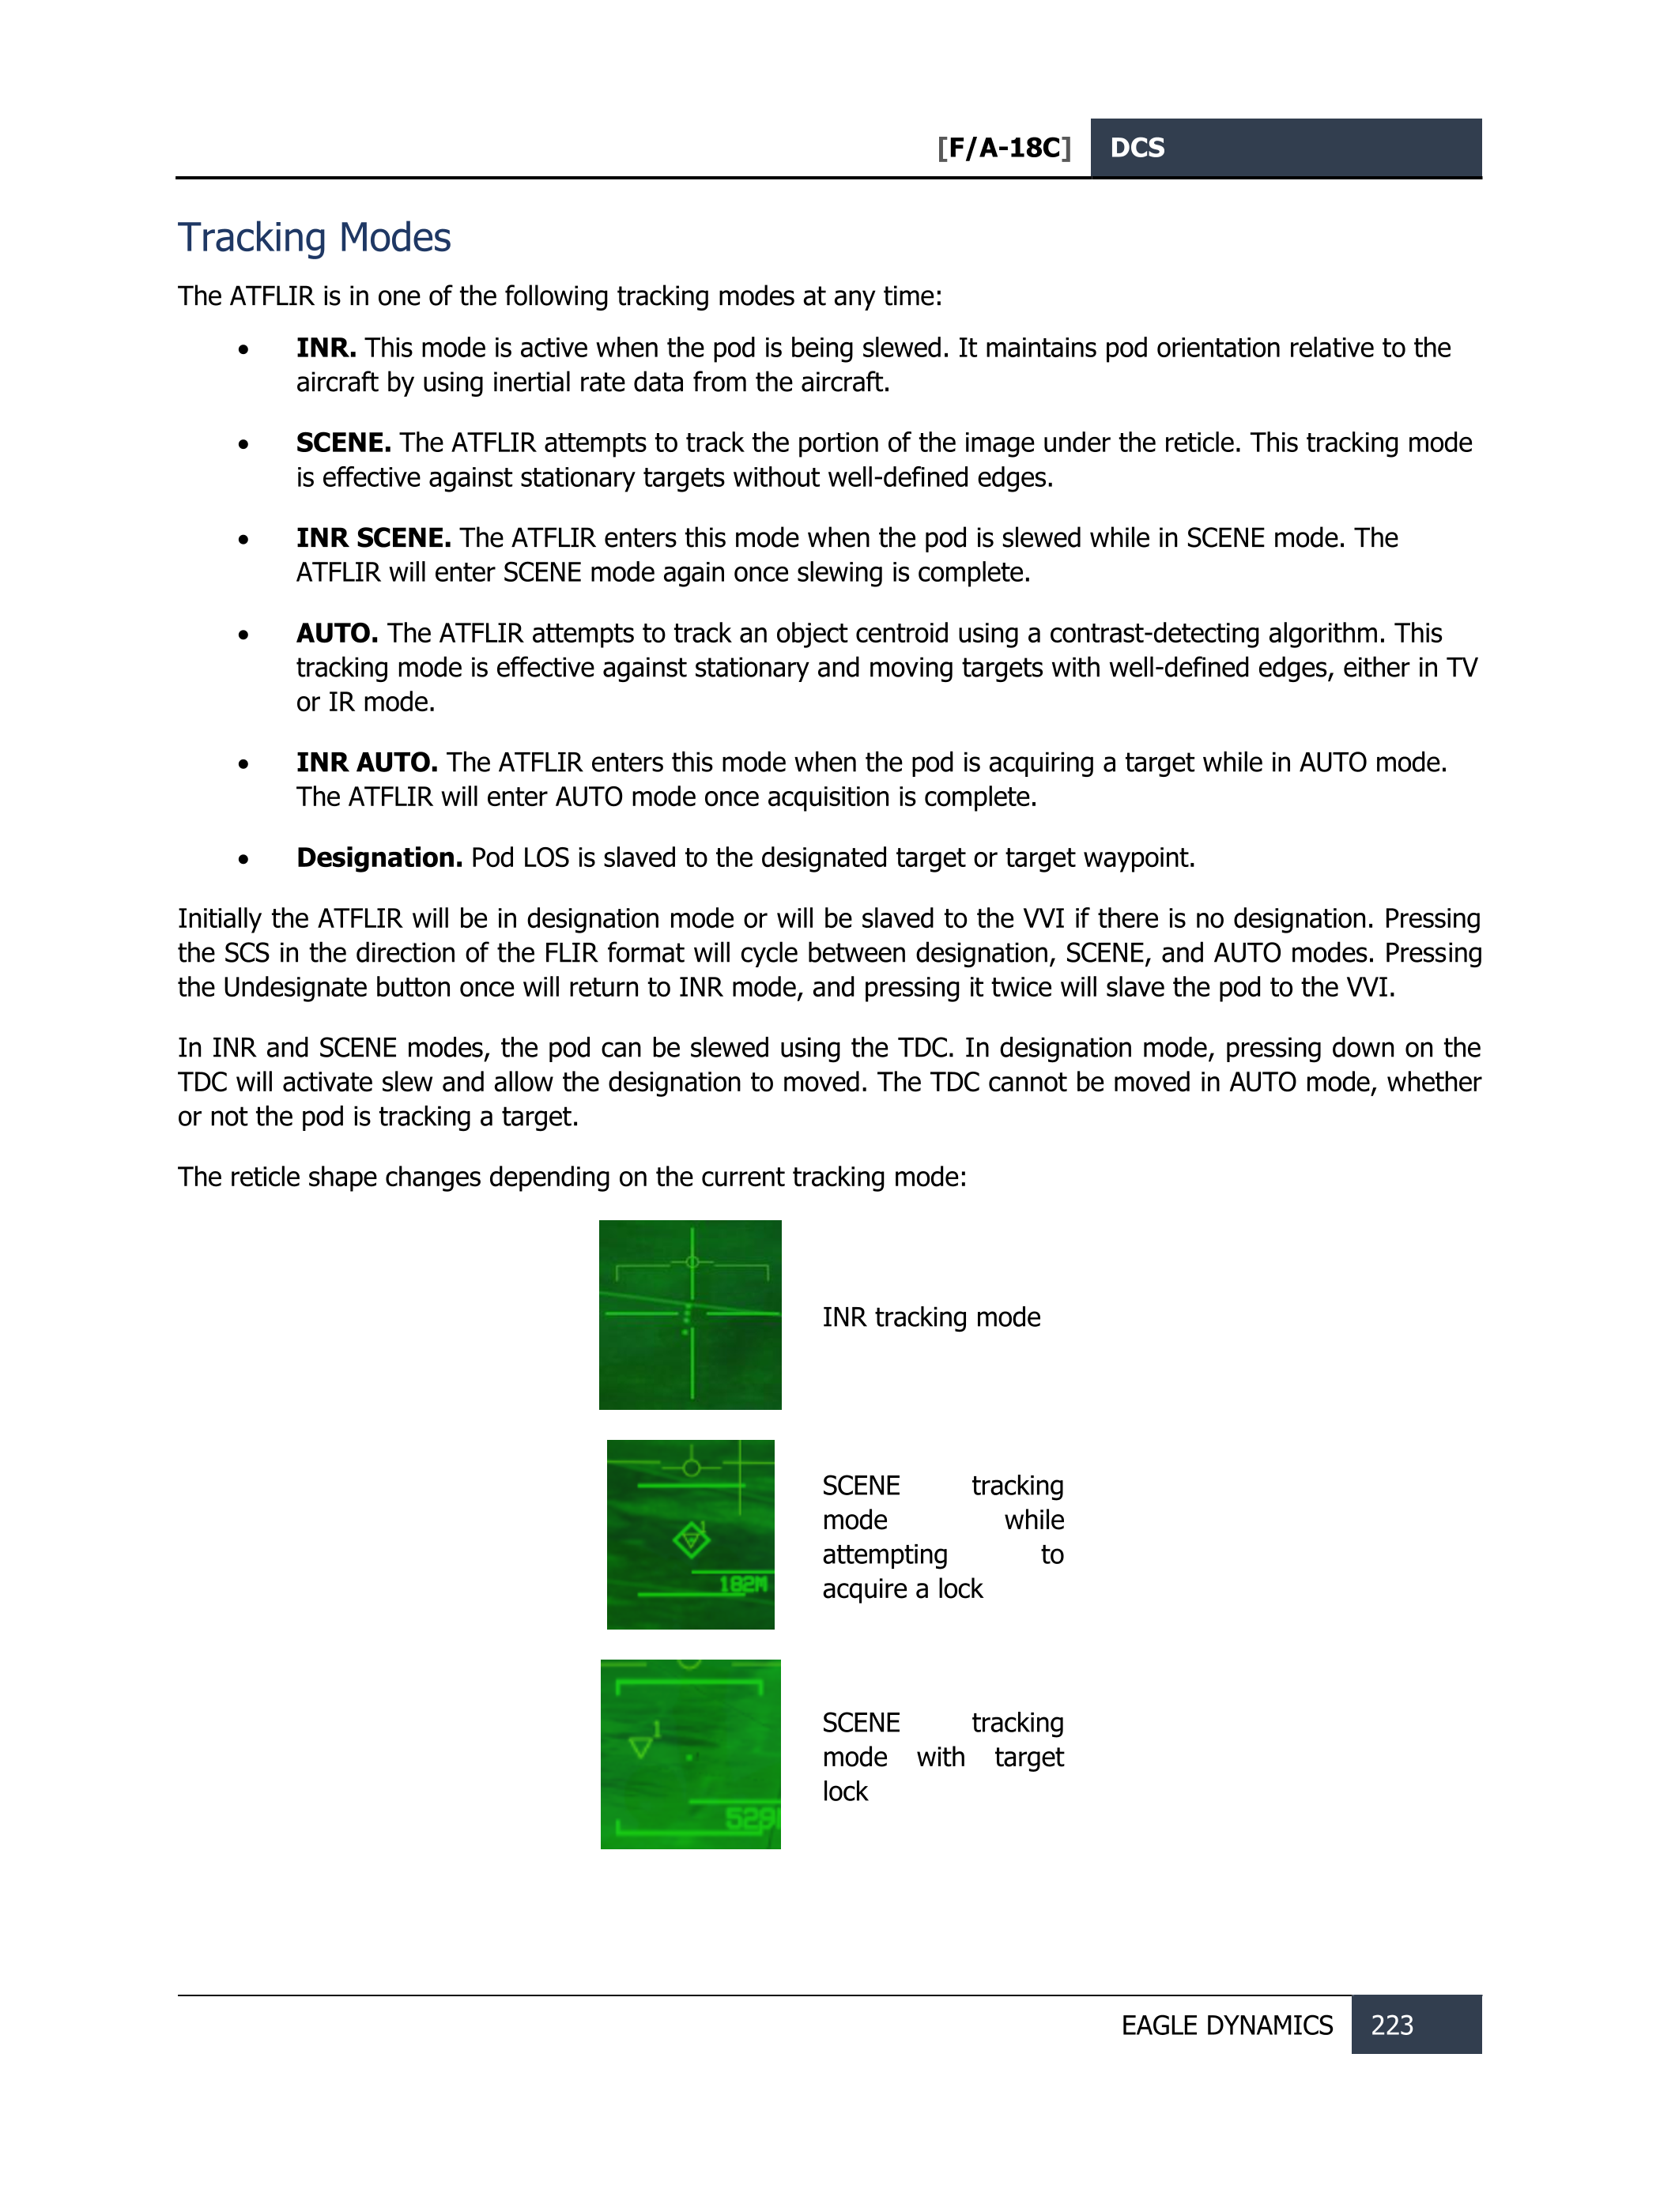 [F/A-18C] DCS
Tracking Modes
The ATFLIR is in one of the following tracking modes at any time:
• INR. This mode is active when the pod is being slewed. It maintains pod orientation relative to the
aircraft by using inertial rate data from the aircraft.
• SCENE. The ATFLIR attempts to track the portion of the image under the reticle. This tracking mode
is effective against stationary targets without well-defined edges.
• INR SCENE. The ATFLIR enters this mode when the pod is slewed while in SCENE mode. The
ATFLIR will enter SCENE mode again once slewing is complete.
• AUTO. The ATFLIR attempts to track an object centroid using a contrast-detecting algorithm. This
tracking mode is effective against stationary and moving targets with well-defined edges, either in TV
or IR mode.
• INR AUTO. The ATFLIR enters this mode when the pod is acquiring a target while in AUTO mode.
The ATFLIR will enter AUTO mode once acquisition is complete.
• Designation. Pod LOS is slaved to the designated target or target waypoint.
Initially the ATFLIR will be in designation mode or will be slaved to the VVI if there is no designation. Pressing
the SCS in the direction of the FLIR format will cycle between designation, SCENE, and AUTO modes. Pressing
the Undesignate button once will return to INR mode, and pressing it twice will slave the pod to the VVI.
In INR and SCENE modes, the pod can be slewed using the TDC. In designation mode, pressing down on the
TDC will activate slew and allow the designation to moved. The TDC cannot be moved in AUTO mode, whether
or not the pod is tracking a target.
The reticle shape changes depending on the current tracking mode:
INR tracking mode
1
182M
SCENE tracking
mode while
attempting to
acquire a lock
1
529
SCENE tracking
mode with target
lock
EAGLE DYNAMICS 223